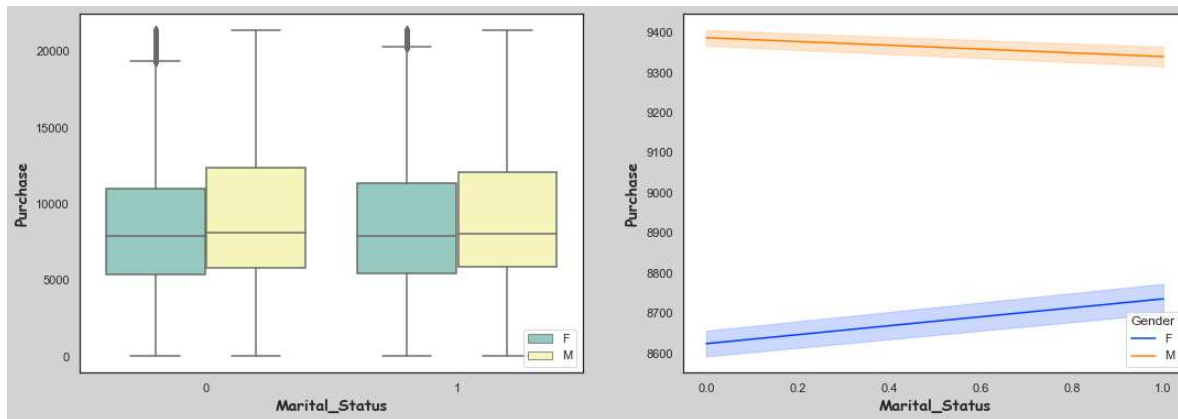 20000
15000
10000
5000
0
Purchase
F
M
0
1
Marital_Status
9400
9300
9200
9100
9000
8900
8800
8700
8600
Purchase
Gender
F
M
0.0 0.2 0.4 0.6 0.8 1.0
Marital_Status